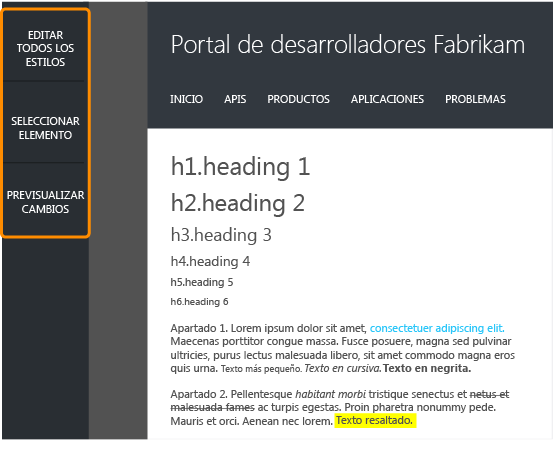 EDITAR
TODOS LOS
ESTILOS
SELECCIONAR
ELEMENTO
PREVISUALIZAR
CAMBIOS
Portal de desarrolladores Fabrikam
INICIO APIS PRODUCTOS APLICACIONES PROBLEMAS
h1.heading 1
h2.heading 2
h3.heading 3
h4.heading 4
h5.heading 5
h6.heading 6
Apartado 1. Lorem ipsum dolor sit amet, consectetuer adipiscing elit.
Maecenas porttitor congue massa. Fusce posuere, magna sed pulvinar
ultricies, purus lectus malesuada libero, sit amet commodo magna eros
quis urna. Texto más pequeño. Texto en cursiva. Texto en negrita.
Apartado 2. Pellentesque habitant morbi tristique senectus et netus et
malesuada fames ac turpis egestas. Proin pharetra nonummy pede.
Mauris et orci. Aenean nec lorem. Texto resaltado.